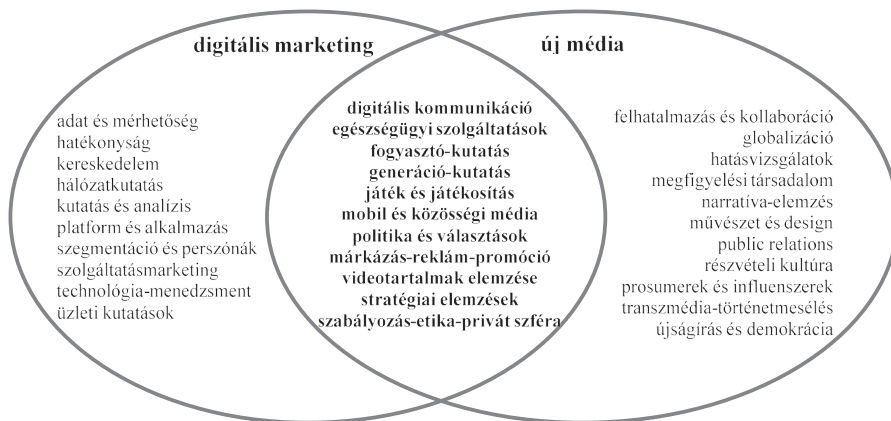 digitális marketing
új média
adat és mérhetőség
hatékonyság
kereskedelem
hálózatkutatás
kutatás és analízis
platform és alkalmazás
szegmentáció és perszónák
szolgáltatásmarketing
technológia-menedzsment
üzleti kutatások
digitális kommunikáció
egészségügyi szolgáltatások
fogyasztó-kutatás
generáció-kutatás
játék és játékosítás
mobil és közösségi média
politika és választások
márkázás-reklám-promóció
videotartalmak elemzése
stratégiai elemzések
szabályozás-etika-privát szféra
felhatalmazás és kollaboráció
globalizáció
hatásvizsgálatok
megfigyelési társadalom
narratíva-elemzés
művészet és design
public relations
részvételi kultúra
prosumerek és influenszerek
transzmédia-történetmesélés
újságírás és demokrácia